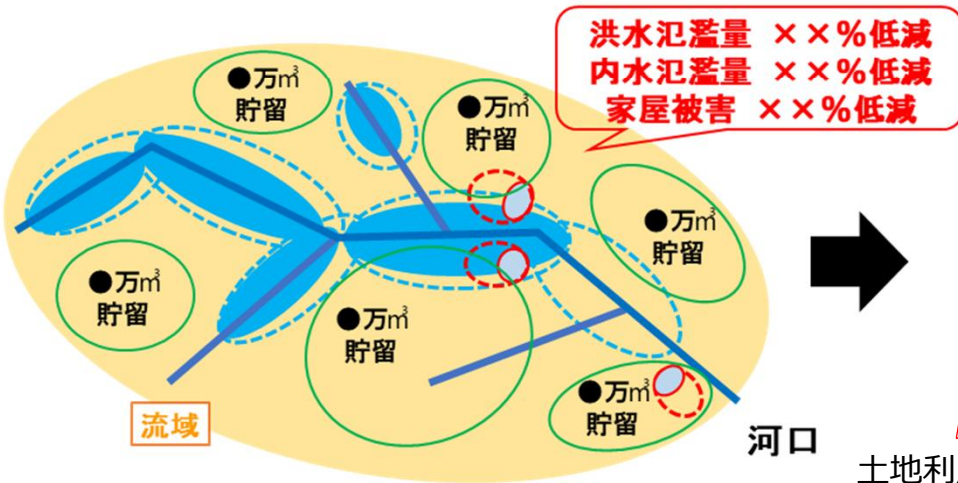 洪水氾濫量 ××%低減
内水氾濫量 ××%低減
家屋被害 ××%低減
●万㎥
貯留
●万㎥
貯留
●万㎥
貯留
●万㎥
貯留
●万㎥
貯留
●万㎥
貯留
流域
河口
土地利